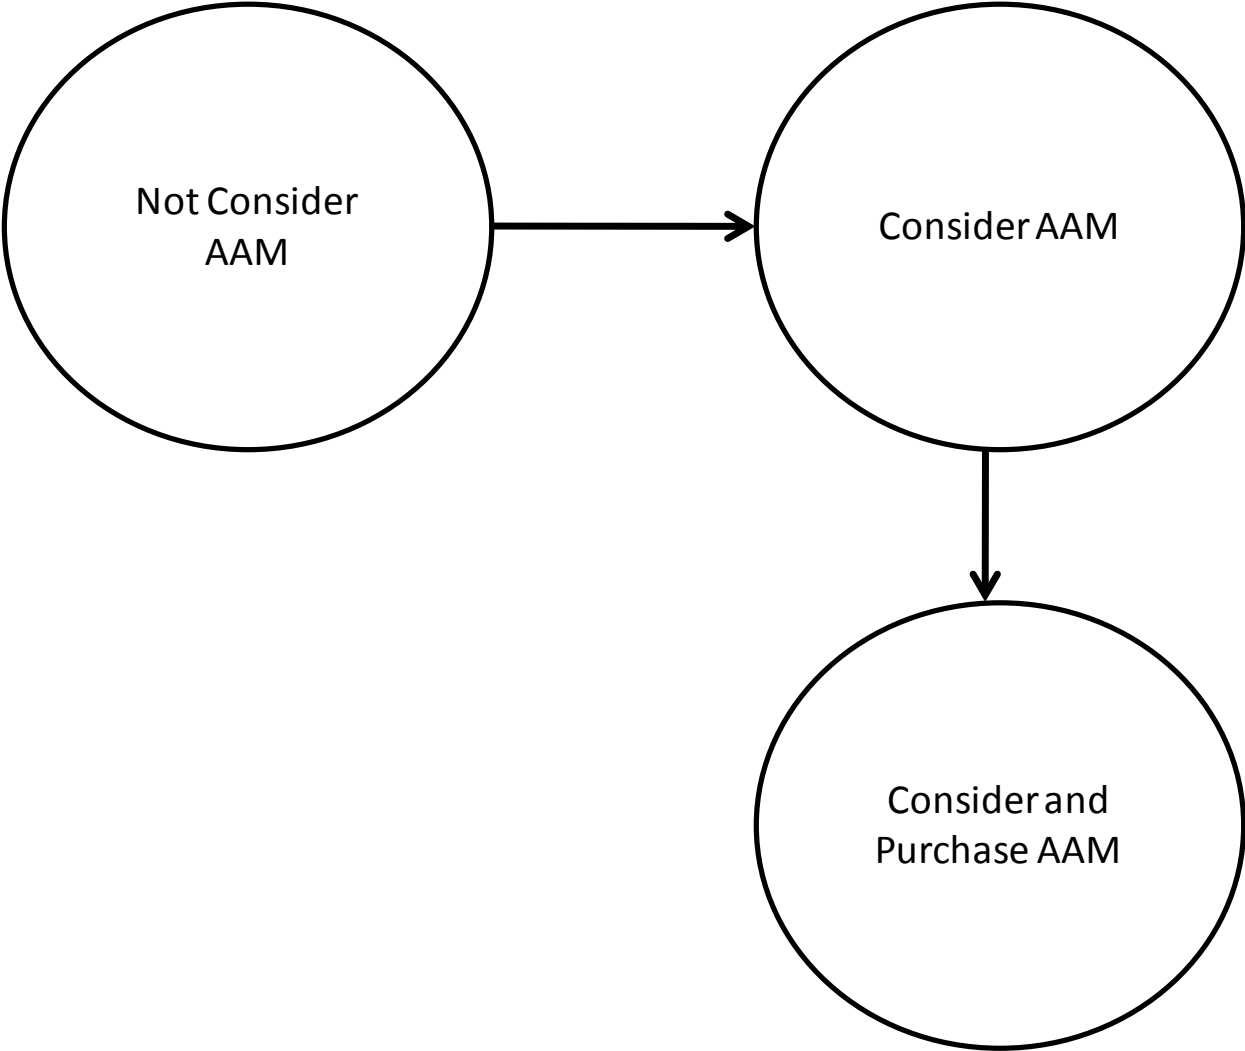 Not Consider
AAM
Consider AAM
Consider and
Purchase AAM